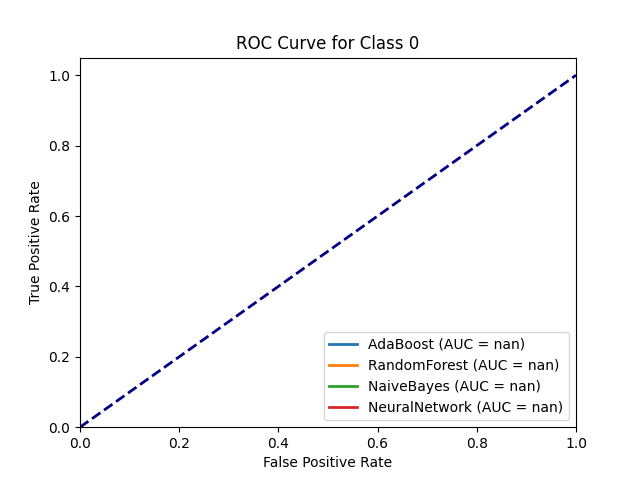 ROC Curve for Class 0
True Positive Rate
1.0
0.8
0.6
0.4
0.2
0.0
AdaBoost (AUC = nan)
RandomForest (AUC = nan)
NaiveBayes (AUC = nan)
NeuralNetwork (AUC = nan)
0.0 0.2 0.4 0.6 0.8 1.0
False Positive Rate